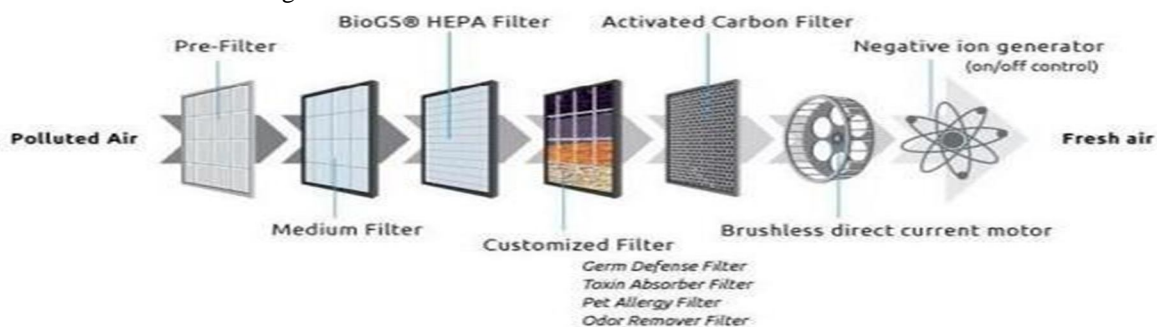 BioGS® HEPA Filter
Activated Carbon Filter
Pre-Filter
Negative ion generator
(on/off control)
Polluted Air
Fresh air
Medium Filter
Customized Filter
Brushless direct current motor
Germ Defense Filter
Toxin Absorber Filter
Pet Allergy Filter
Odor Remover Filter